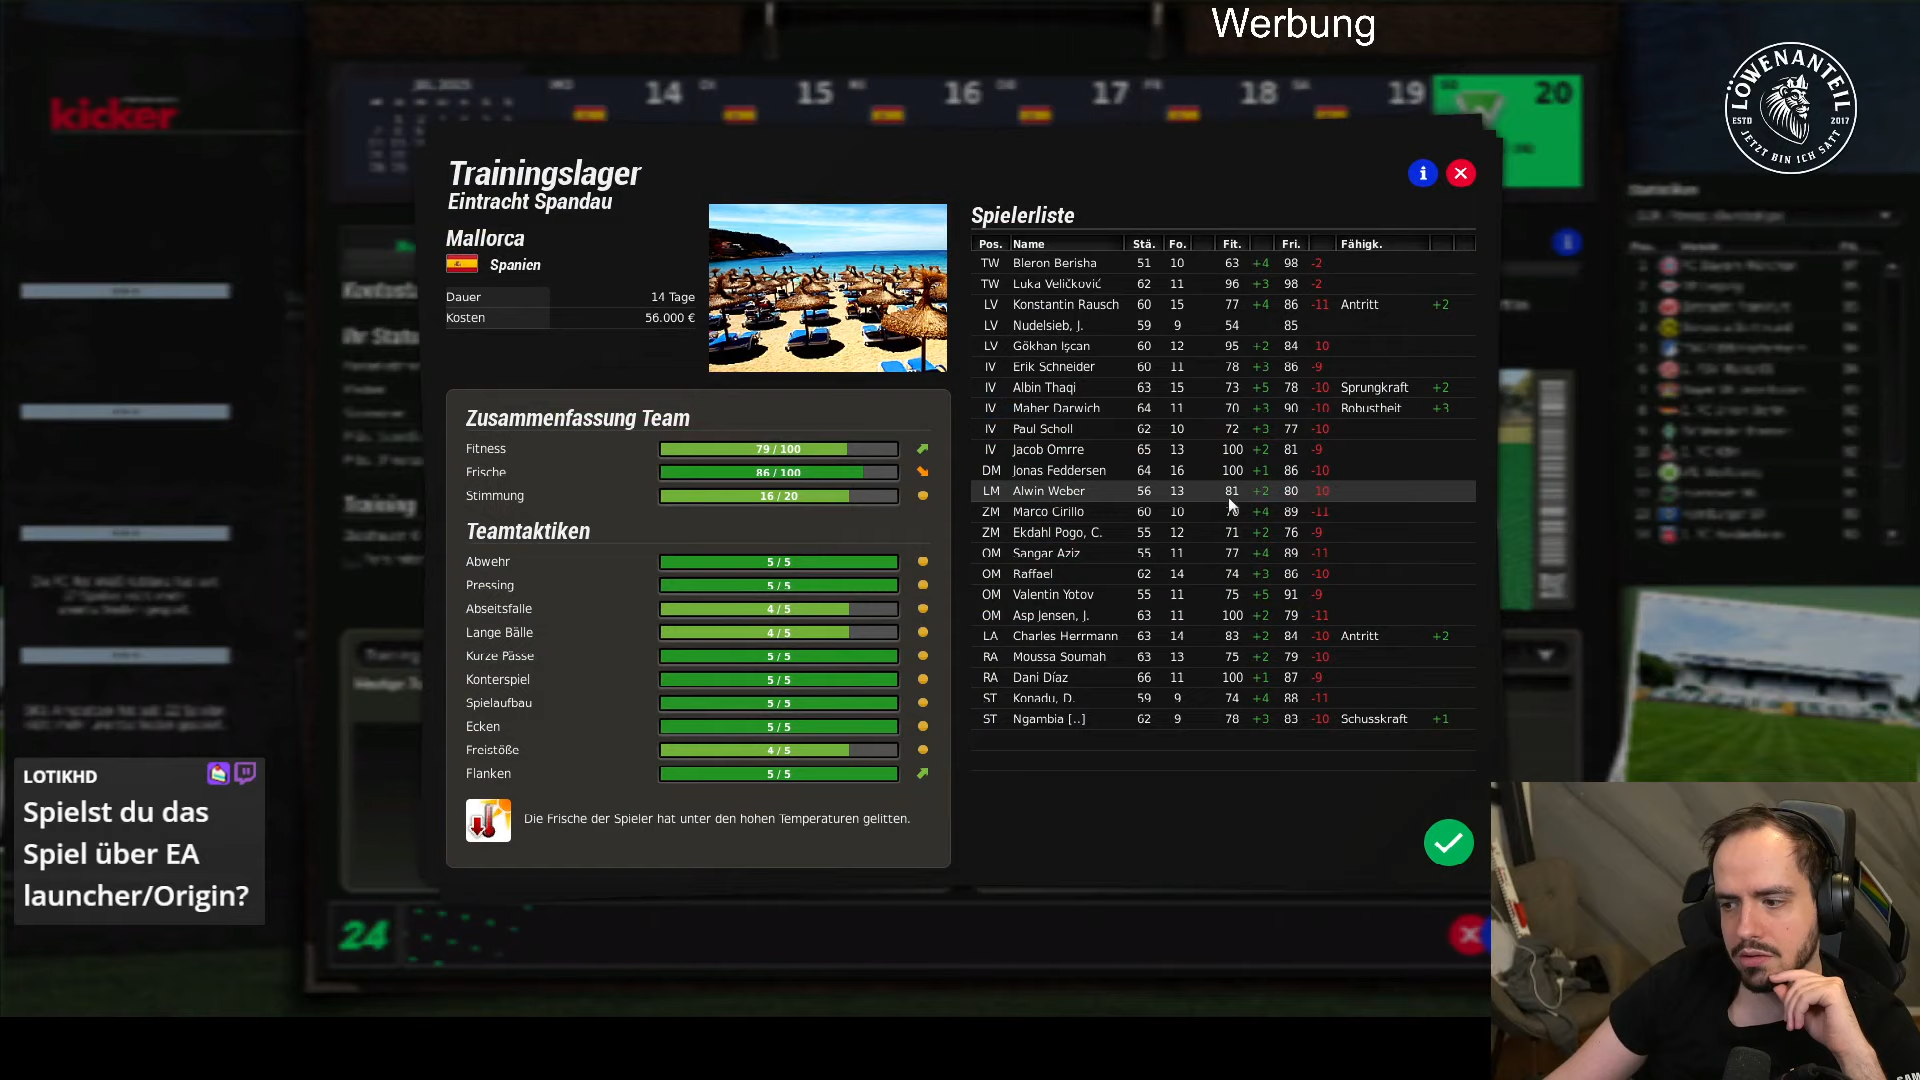 Werbung
LÖWENANTEIL
ESTD 2017
JETZT BIN ICH SATT
kicker
14
15
16
17
18
19
20
Trainingslager
Eintracht Spandau
Mallorca
Spanien
Dauer 14 Tage
Kosten 56.000 €
Zusammenfassung Team
Fitness 79 / 100
Frische 86 / 100
Stimmung 16 / 20
Teamtaktiken
Abwehr 5 / 5
Pressing 5 / 5
Abseitsfalle 4 / 5
Lange Bälle 4 / 5
Kurze Pässe 5 / 5
Konterspiel 5 / 5
Spielaufbau 5 / 5
Ecken 5 / 5
Freistöße 4 / 5
Flanken 5 / 5
Die Frische der Spieler hat unter den hohen Temperaturen gelitten.
Spielerliste
Pos. Name Stä. Fo. Fit. Fri. Fähigk.
TW Bleron Berisha 51 10 63 +4 98 -2
TW Luka Veličković 62 11 96 +3 98 -2
LV Konstantin Rausch 60 15 77 +4 86 -11 Antritt +2
LV Nudelsieb, J. 59 9 54 85
LV Gökhan Işcan 60 12 95 +2 84 10
IV Erik Schneider 60 11 78 +3 86 -9
IV Albin Thaqi 63 15 73 +5 78 -10 Sprungkraft +2
IV Maher Darwich 64 11 70 +3 90 -10 Robustheit +3
IV Paul Scholl 62 10 72 +3 77 -10
IV Jacob Omrre 65 13 100 +2 81 -9
DM Jonas Feddersen 64 16 100 +1 86 -10
LM Alwin Weber 56 13 81 +2 80 10
ZM Marco Cirillo 60 10 +4 89 -11
ZM Ekdahl Pogo, C. 55 12 71 +2 76 -9
OM Sangar Aziz 55 11 77 +4 89 -11
OM Raffael 62 14 74 +3 86 -10
OM Valentin Yotov 55 11 75 +5 91 -9
OM Asp Jensen, J. 63 11 100 +2 79 -11
LA Charles Herrmann 63 14 83 +2 84 -10 Antritt +2
RA Moussa Soumah 63 13 75 +2 79 -10
RA Dani Díaz 66 11 100 +1 87 -9
ST Konadu, D. 59 9 74 +4 88 -11
ST Ngambia [..] 62 9 78 +3 83 -10 Schusskraft +1
LOTIKHD
Spielst du das
Spiel über EA
launcher/Origin?
24